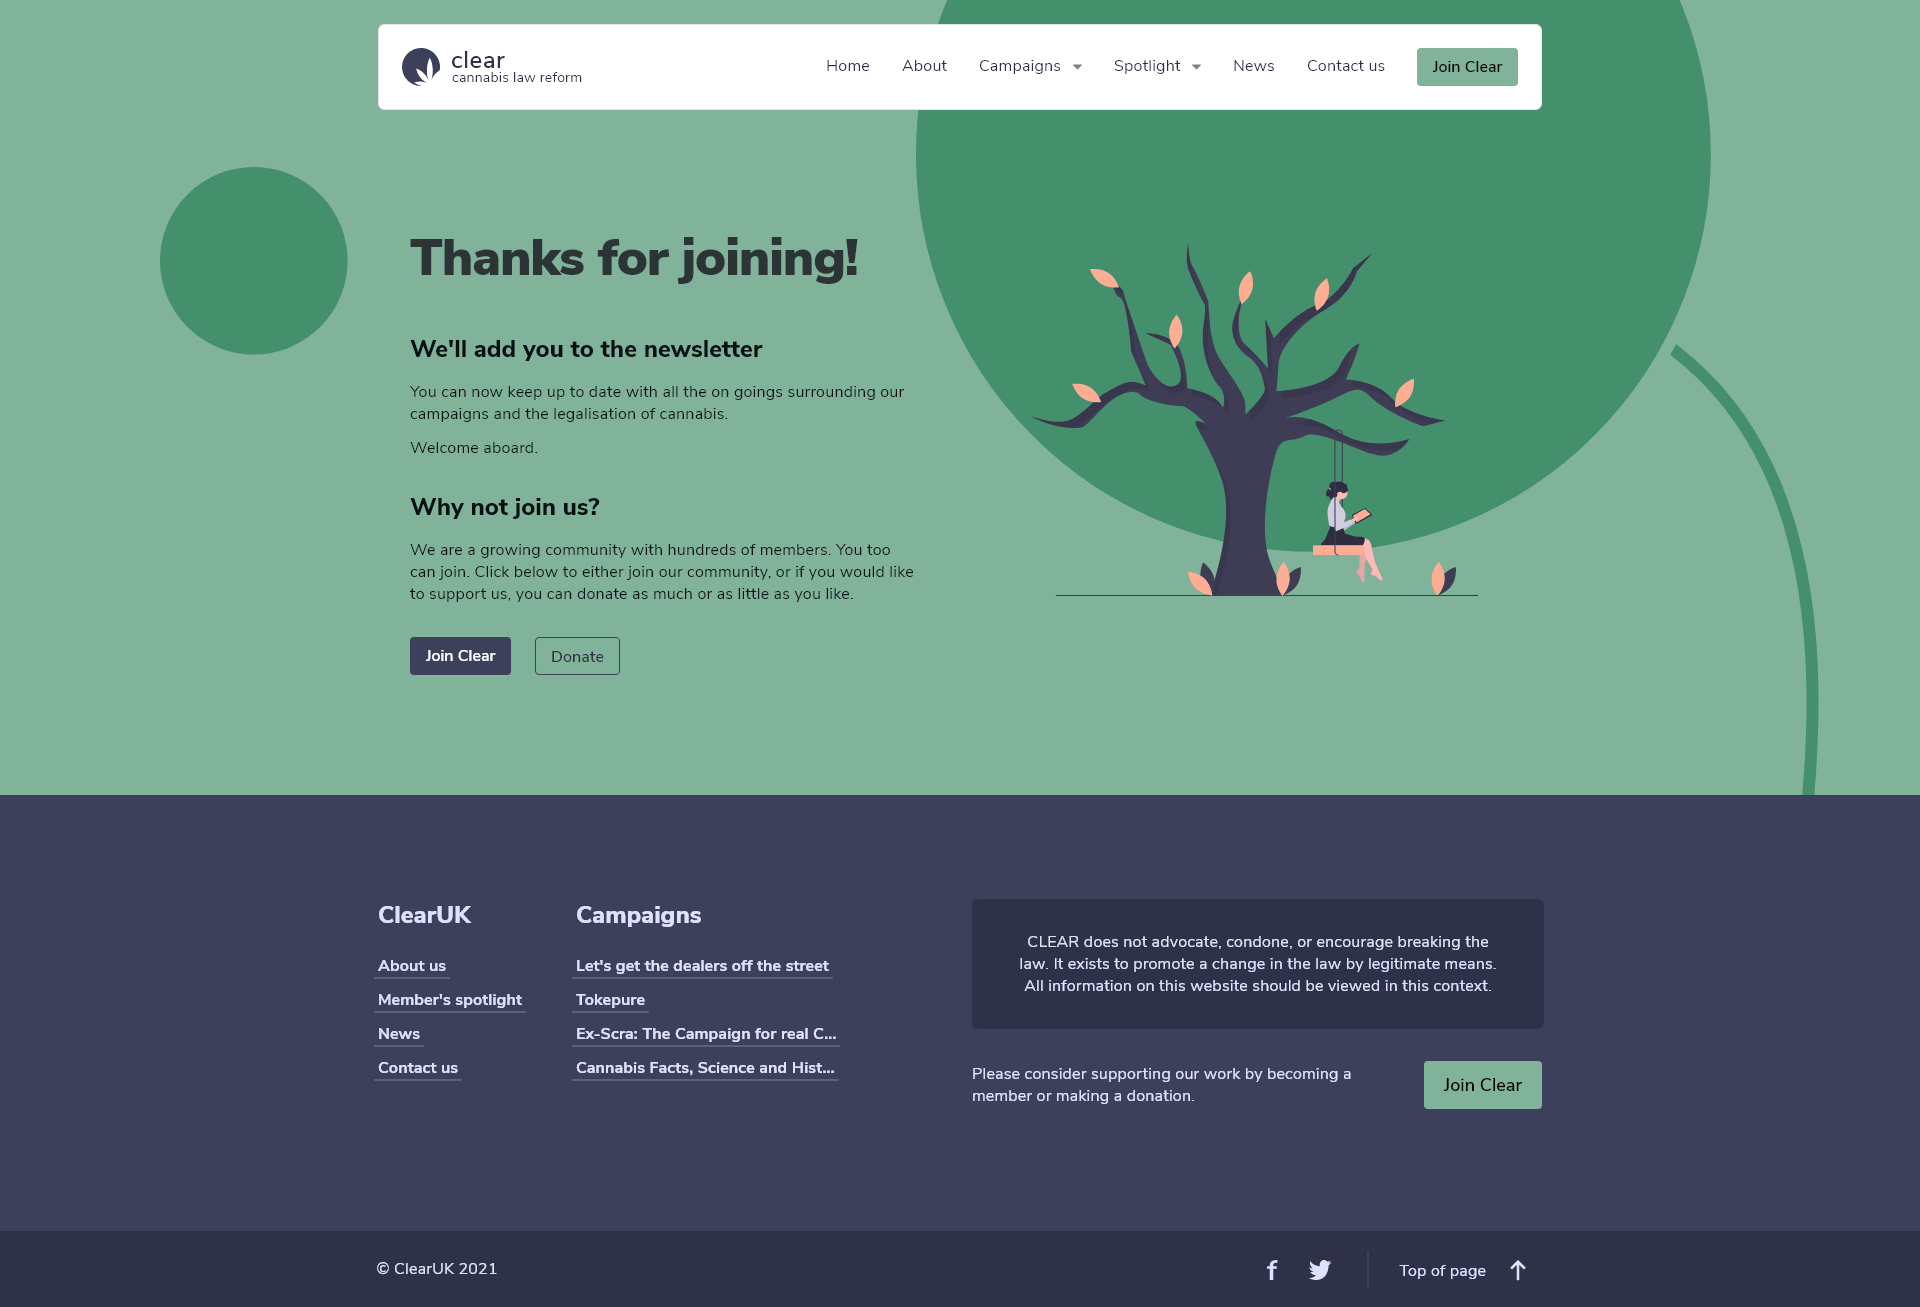 clear
cannabis law reform
Home
About
Campaigns
Spotlight
News
Contact us
Join Clear
Thanks for joining!
We'll add you to the newsletter
You can now keep up to date with all the on goings surrounding our
campaigns and the legalisation of cannabis.
Welcome aboard.
Why not join us?
We are a growing community with hundreds of members. You too
can join. Click below to either join our community, or if you would like
to support us, you can donate as much or as little as you like.
Join Clear
Donate
ClearUK
About us
Member's spotlight
News
Contact us
Campaigns
Let's get the dealers off the street
Tokepure
Ex-Scra: The Campaign for real C...
Cannabis Facts, Science and Hist...
CLEAR does not advocate, condone, or encourage breaking the
law. It exists to promote a change in the law by legitimate means.
All information on this website should be viewed in this context.
Please consider supporting our work by becoming a
member or making a donation.
Join Clear
© ClearUK 2021
Top of page